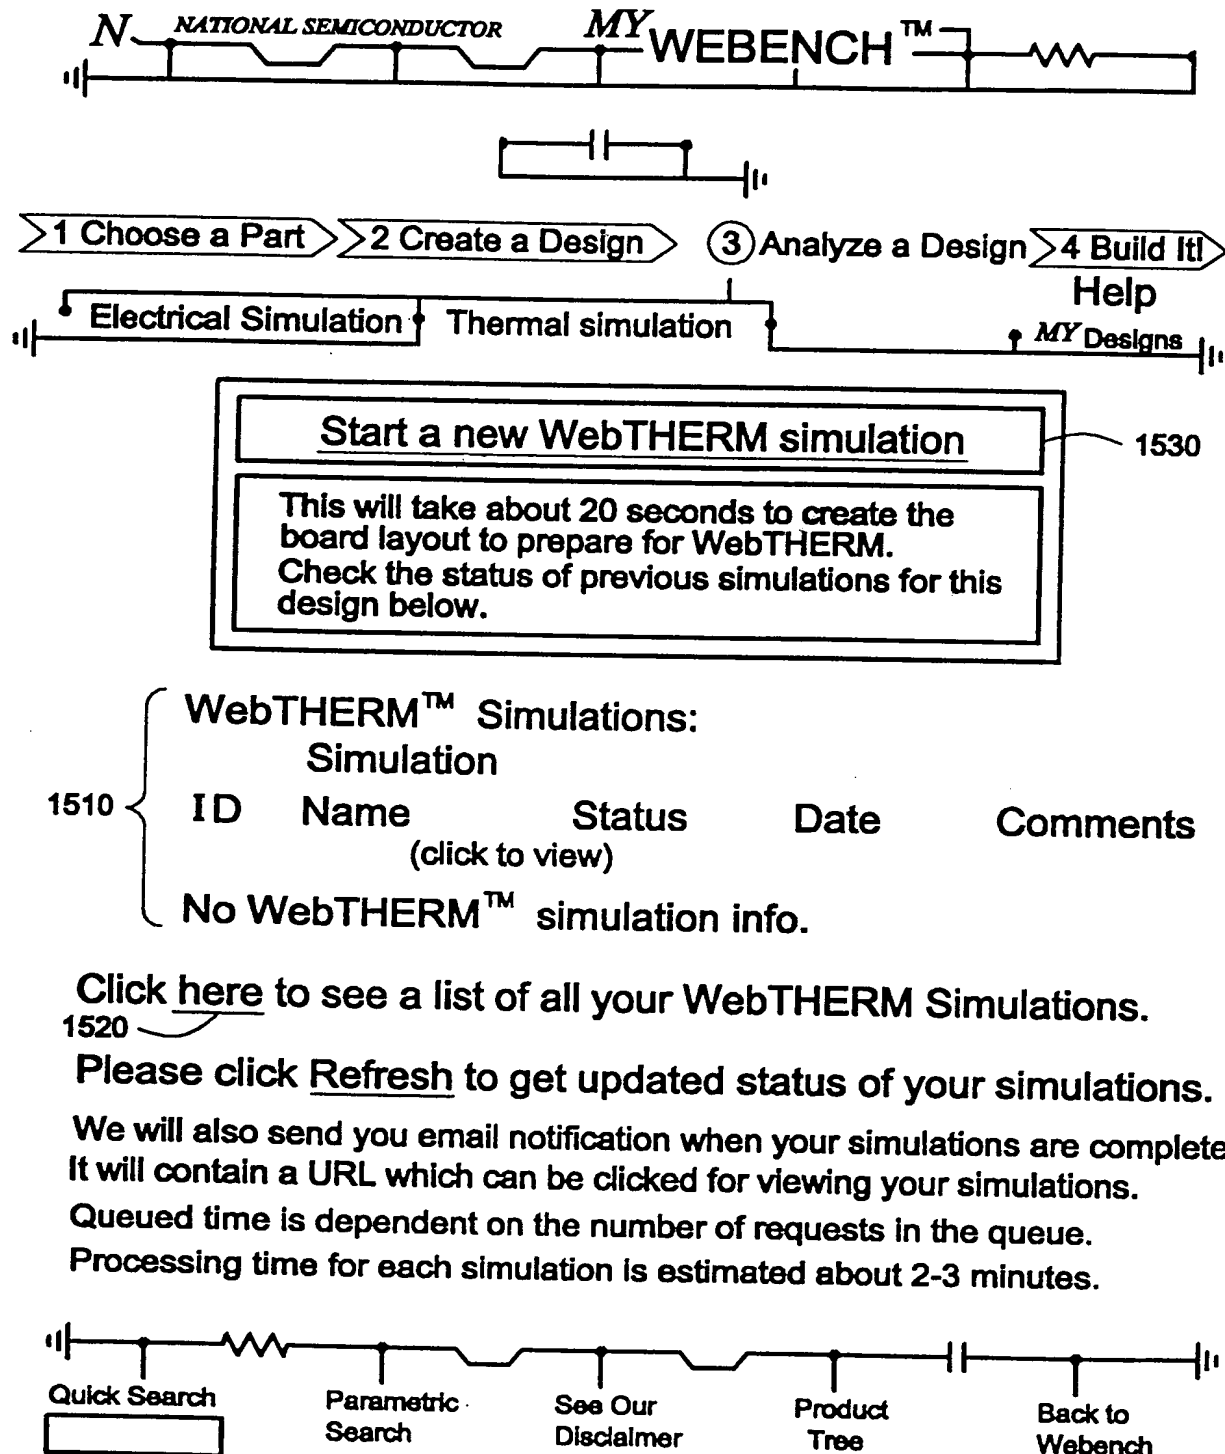 N NATIONAL SEMICONDUCTOR MY WEBENCH™
1 Choose a Part 2 Create a Design 3 Analyze a Design 4 Build It!
Help
Electrical Simulation Thermal simulation
MY Designs
Start a new WebTHERM simulation 1530
This will take about 20 seconds to create the
board layout to prepare for WebTHERM.
Check the status of previous simulations for this
design below.
WebTHERM™ Simulations:
Simulation
1510 ID Name Status Date Comments
(click to view)
No WebTHERM™ simulation info.
Click here to see a list of all your WebTHERM Simulations.
1520
Please click Refresh to get updated status of your simulations.
We will also send you email notification when your simulations are complete
It will contain a URL which can be clicked for viewing your simulations.
Queued time is dependent on the number of requests in the queue.
Processing time for each simulation is estimated about 2-3 minutes.
Quick Search Parametric See Our Product Back to
Search Disclaimer Tree Webench